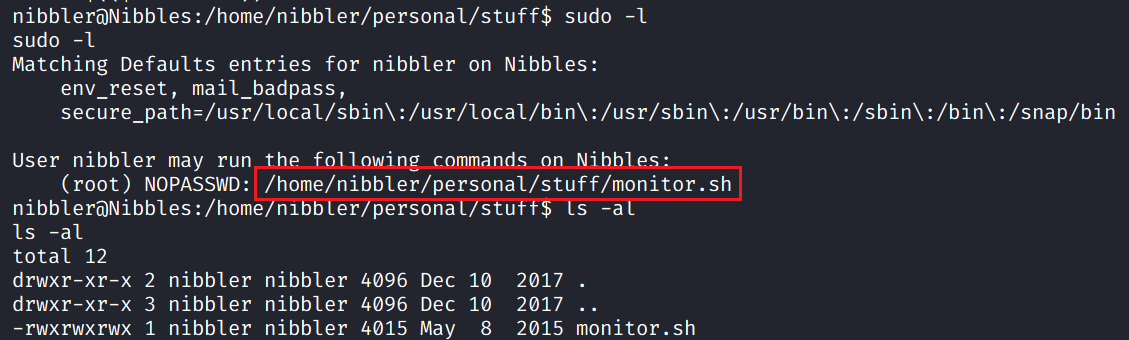 nibbler@Nibbles:/home/nibbler/personal/stuff$ sudo -l
sudo -l
Matching Defaults entries for nibbler on Nibbles:
    env_reset, mail_badpass,
    secure_path=/usr/local/sbin\:/usr/local/bin\:/usr/sbin\:/usr/bin\:/sbin\:/bin\:/snap/bin

User nibbler may run the following commands on Nibbles:
    (root) NOPASSWD: /home/nibbler/personal/stuff/monitor.sh
nibbler@Nibbles:/home/nibbler/personal/stuff$ ls -al
ls -al
total 12
drwxr-xr-x 2 nibbler nibbler 4096 Dec 10  2017 .
drwxr-xr-x 3 nibbler nibbler 4096 Dec 10  2017 ..
-rwxrwxrwx 1 nibbler nibbler 4015 May  8  2015 monitor.sh